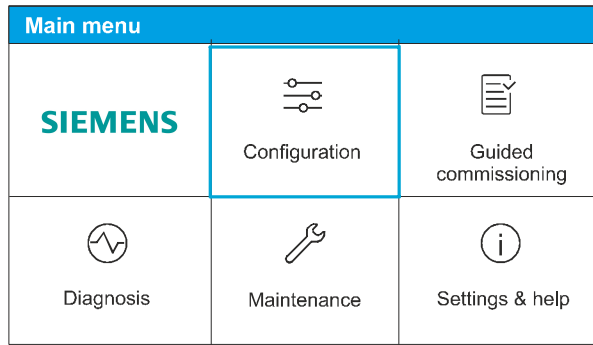 Main menu
SIEMENS
Configuration
Guided
commissioning
Diagnosis
Maintenance
Settings & help